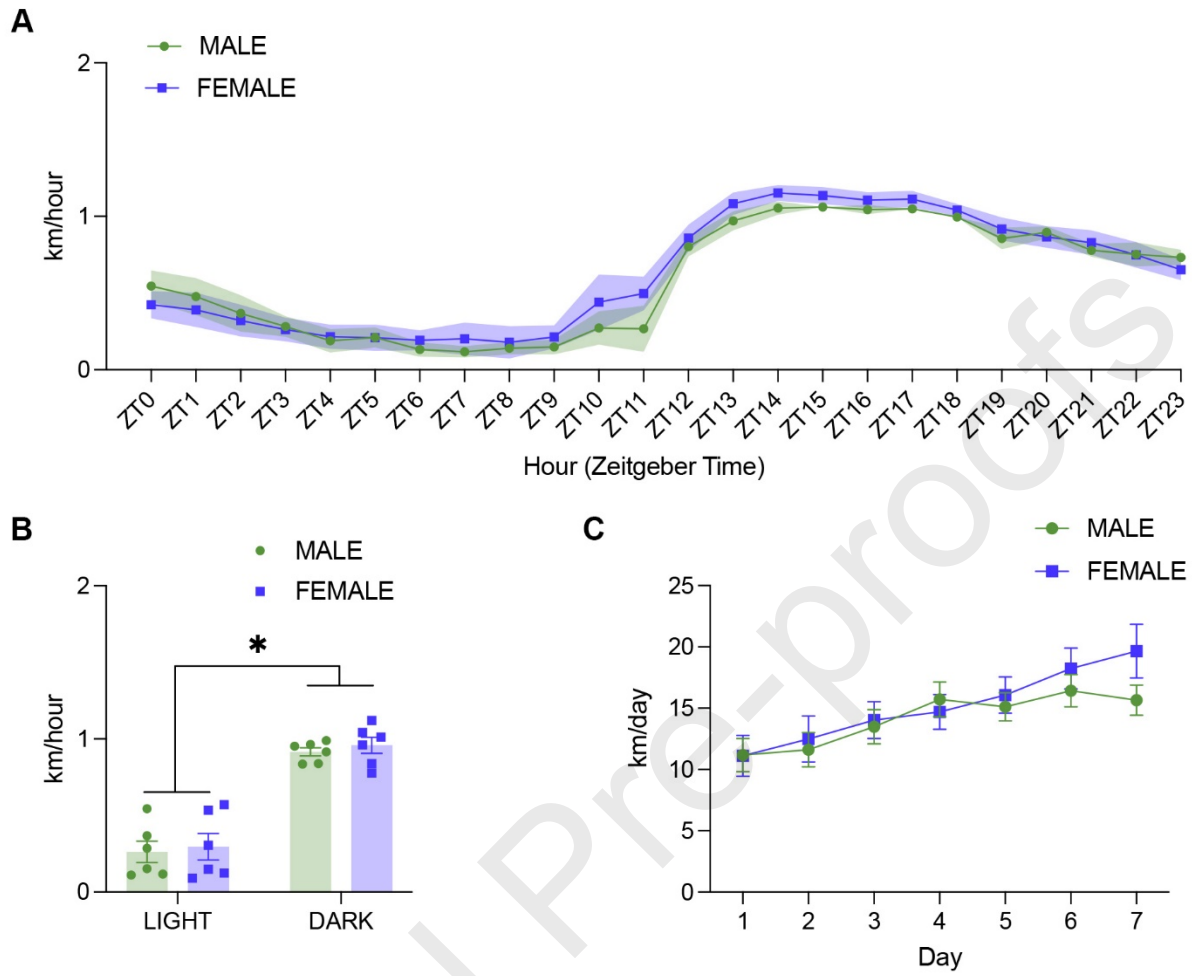 A
MALE
FEMALE
2
1
0
km/hour
ZT0
ZT1
ZT2
ZT3
ZT4
ZT5
ZT6
ZT7
ZT8
ZT9
ZT10
ZT11
ZT12
ZT13
ZT14
ZT15
ZT16
ZT17
ZT18
ZT19
ZT20
ZT21
ZT22
ZT23
Hour (Zeitgeber Time)
B
MALE
FEMALE
2
1
0
km/hour
*
LIGHT
DARK
C
MALE
FEMALE
25
20
15
10
5
0
km/day
1 2 3 4 5 6 7
Day
Pre-proofs